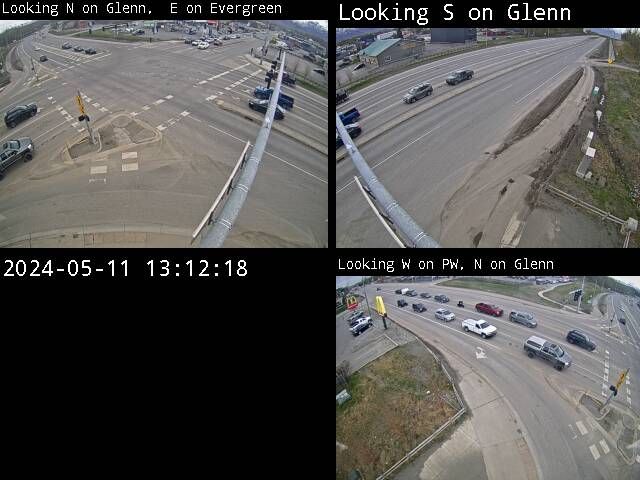 Looking N on Glenn, E on Evergreen
Looking S on Glenn
2024-05-11 13:12:18
Looking W on PW, N on Glenn